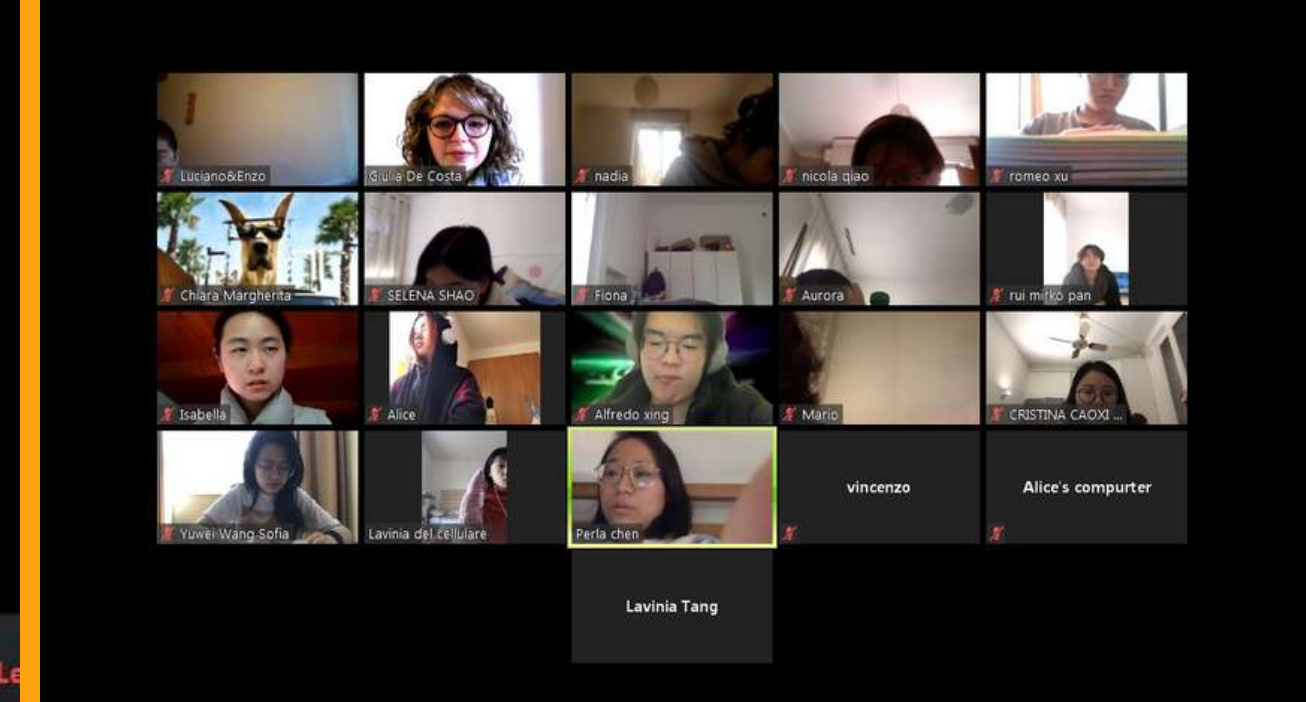 Luciano&Enzo
Giulia De Costa
nadia
nicola qiao
romeo xu
Chiara Margherita
SELENA SHAO
Fiona
Aurora
rui mirko pan
Isabella
Alice
Alfredo xing
Mario
CRISTINA CAOXI ...
Yuwei Wang Sofia
Lavinia del cellulare
Perla chen
vincenzo
Alice's compurter
Lavinia Tang
Le